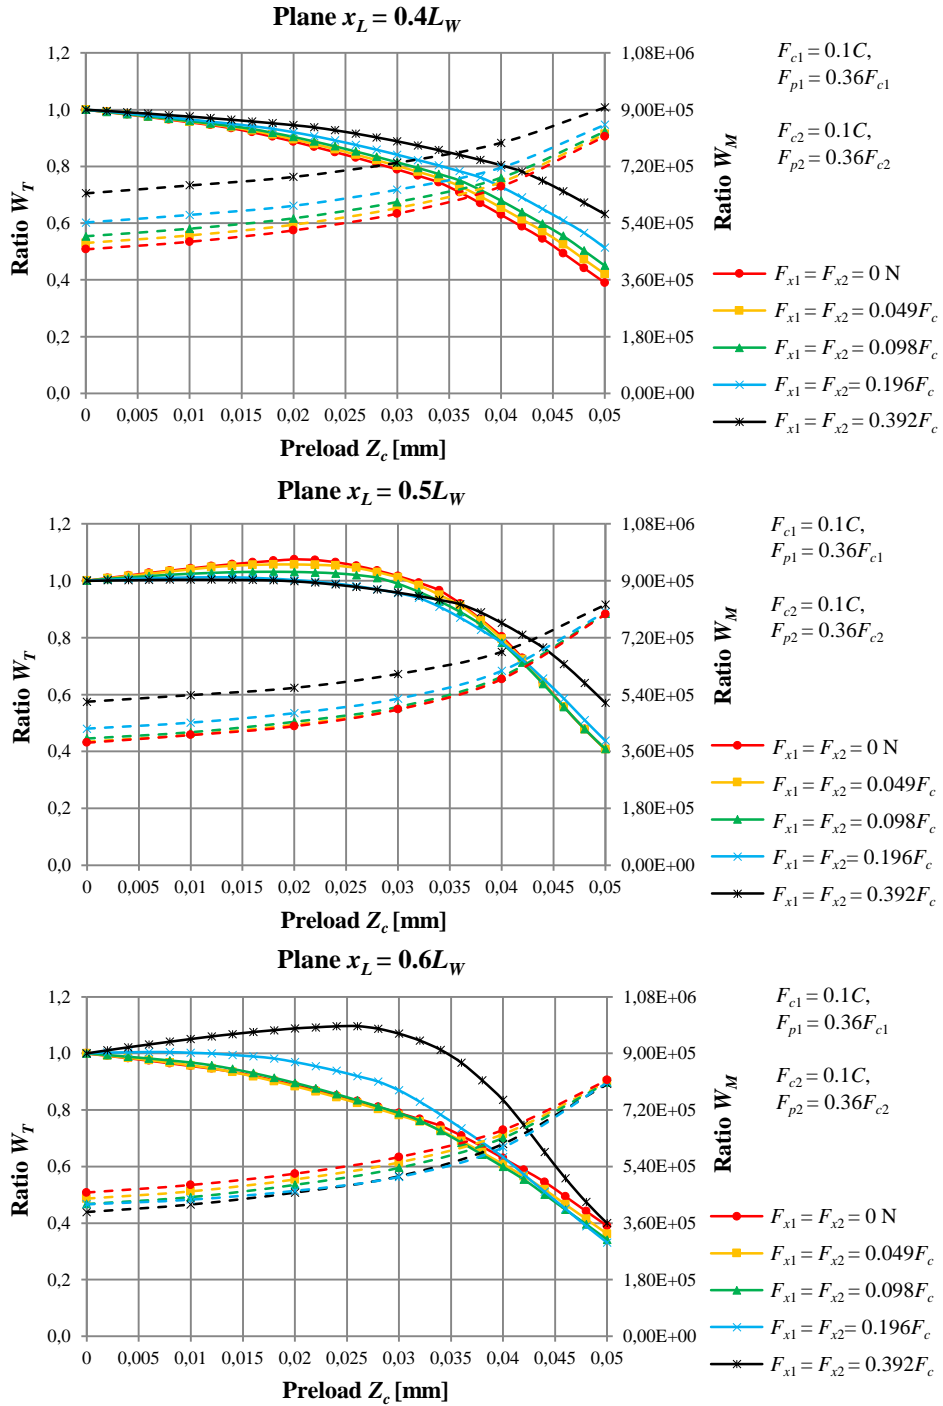 Plane x_L = 0.4L_W
1,2
1,0
0,8
0,6
0,4
0,2
0,0
Ratio W_T
1,08E+06
9,00E+05
7,20E+05
5,40E+05
3,60E+05
1,80E+05
0,00E+00
Ratio W_M
0 0,005 0,01 0,015 0,02 0,025 0,03 0,035 0,04 0,045 0,05
Preload Z_c [mm]
F_c1 = 0.1C,
F_p1 = 0.36F_c1
F_c2 = 0.1C,
F_p2 = 0.36F_c2
F_x1 = F_x2 = 0 N
F_x1 = F_x2 = 0.049F_c
F_x1 = F_x2 = 0.098F_c
F_x1 = F_x2 = 0.196F_c
F_x1 = F_x2 = 0.392F_c
Plane x_L = 0.5L_W
1,2
1,0
0,8
0,6
0,4
0,2
0,0
Ratio W_T
1,08E+06
9,00E+05
7,20E+05
5,40E+05
3,60E+05
1,80E+05
0,00E+00
Ratio W_M
0 0,005 0,01 0,015 0,02 0,025 0,03 0,035 0,04 0,045 0,05
Preload Z_c [mm]
F_c1 = 0.1C,
F_p1 = 0.36F_c1
F_c2 = 0.1C,
F_p2 = 0.36F_c2
F_x1 = F_x2 = 0 N
F_x1 = F_x2 = 0.049F_c
F_x1 = F_x2 = 0.098F_c
F_x1 = F_x2= 0.196F_c
F_x1 = F_x2 = 0.392F_c
Plane x_L = 0.6L_W
1,2
1,0
0,8
0,6
0,4
0,2
0,0
Ratio W_T
1,08E+06
9,00E+05
7,20E+05
5,40E+05
3,60E+05
1,80E+05
0,00E+00
Ratio W_M
0 0,005 0,01 0,015 0,02 0,025 0,03 0,035 0,04 0,045 0,05
Preload Z_c [mm]
F_c1 = 0.1C,
F_p1 = 0.36F_c1
F_c2 = 0.1C,
F_p2 = 0.36F_c2
F_x1 = F_x2 = 0 N
F_x1 = F_x2 = 0.049F_c
F_x1 = F_x2 = 0.098F_c
F_x1 = F_x2= 0.196F_c
F_x1 = F_x2 = 0.392F_c